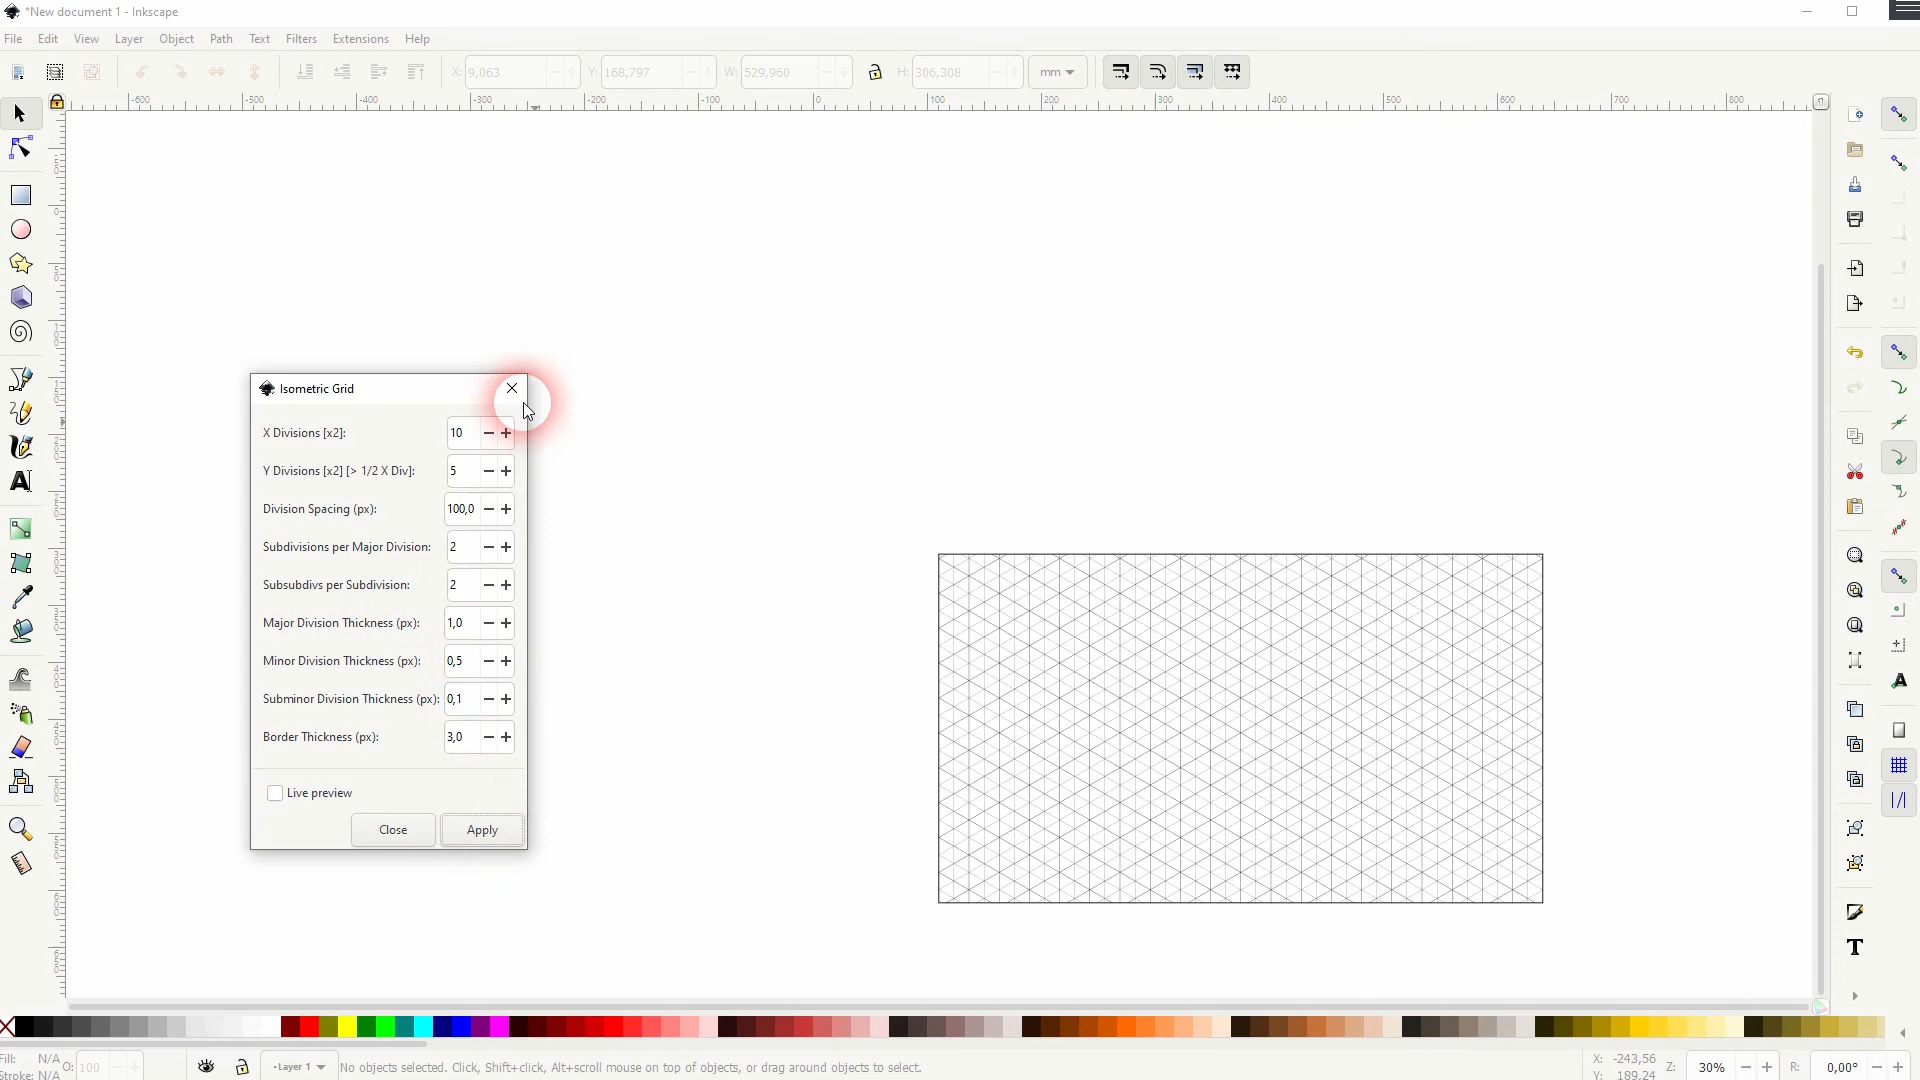 *New document 1 - Inkscape
File Edit View Layer Object Path Text Filters Extensions Help
X: 9,063 Y: 168,797 W: 529,960 H: 306,308 mm
-600 -500 -400 -300 -200 -100 0 100 200 300 400 500 600 700 800
Isometric Grid
X Divisions [x2]: 10
Y Divisions [x2] [> 1/2 X Div]: 5
Division Spacing (px): 100,0
Subdivisions per Major Division: 2
Subsubdivs per Subdivision: 2
Major Division Thickness (px): 1,0
Minor Division Thickness (px): 0,5
Subminor Division Thickness (px): 0,1
Border Thickness (px): 3,0
Live preview
Close Apply
Fill: N/A O: 100 -Layer 1 No objects selected. Click, Shift+click, Alt+scroll mouse on top of objects, or drag around objects to select. X: -243,56 Z: 30% R: 0,00°
Stroke: N/A Y: 189,24